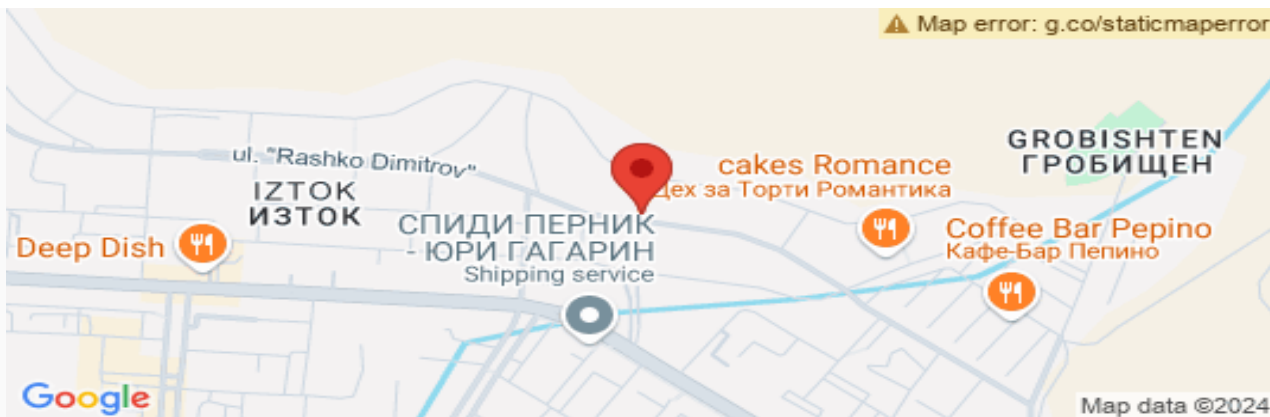 Map error: g.co/staticmaperror
GROBISHTEN
ГРОБИЩЕН
ul. "Rashko Dimitrov"
cakes Romance
Цех за Торти Романтика
IZTOK
ИЗТОК
СПИДИ ПЕРНИК
- ЮРИ ГАГАРИН
Shipping service
Deep Dish
Coffee Bar Pepino
Кафе-Бар Пепино
Google
Map data ©2024